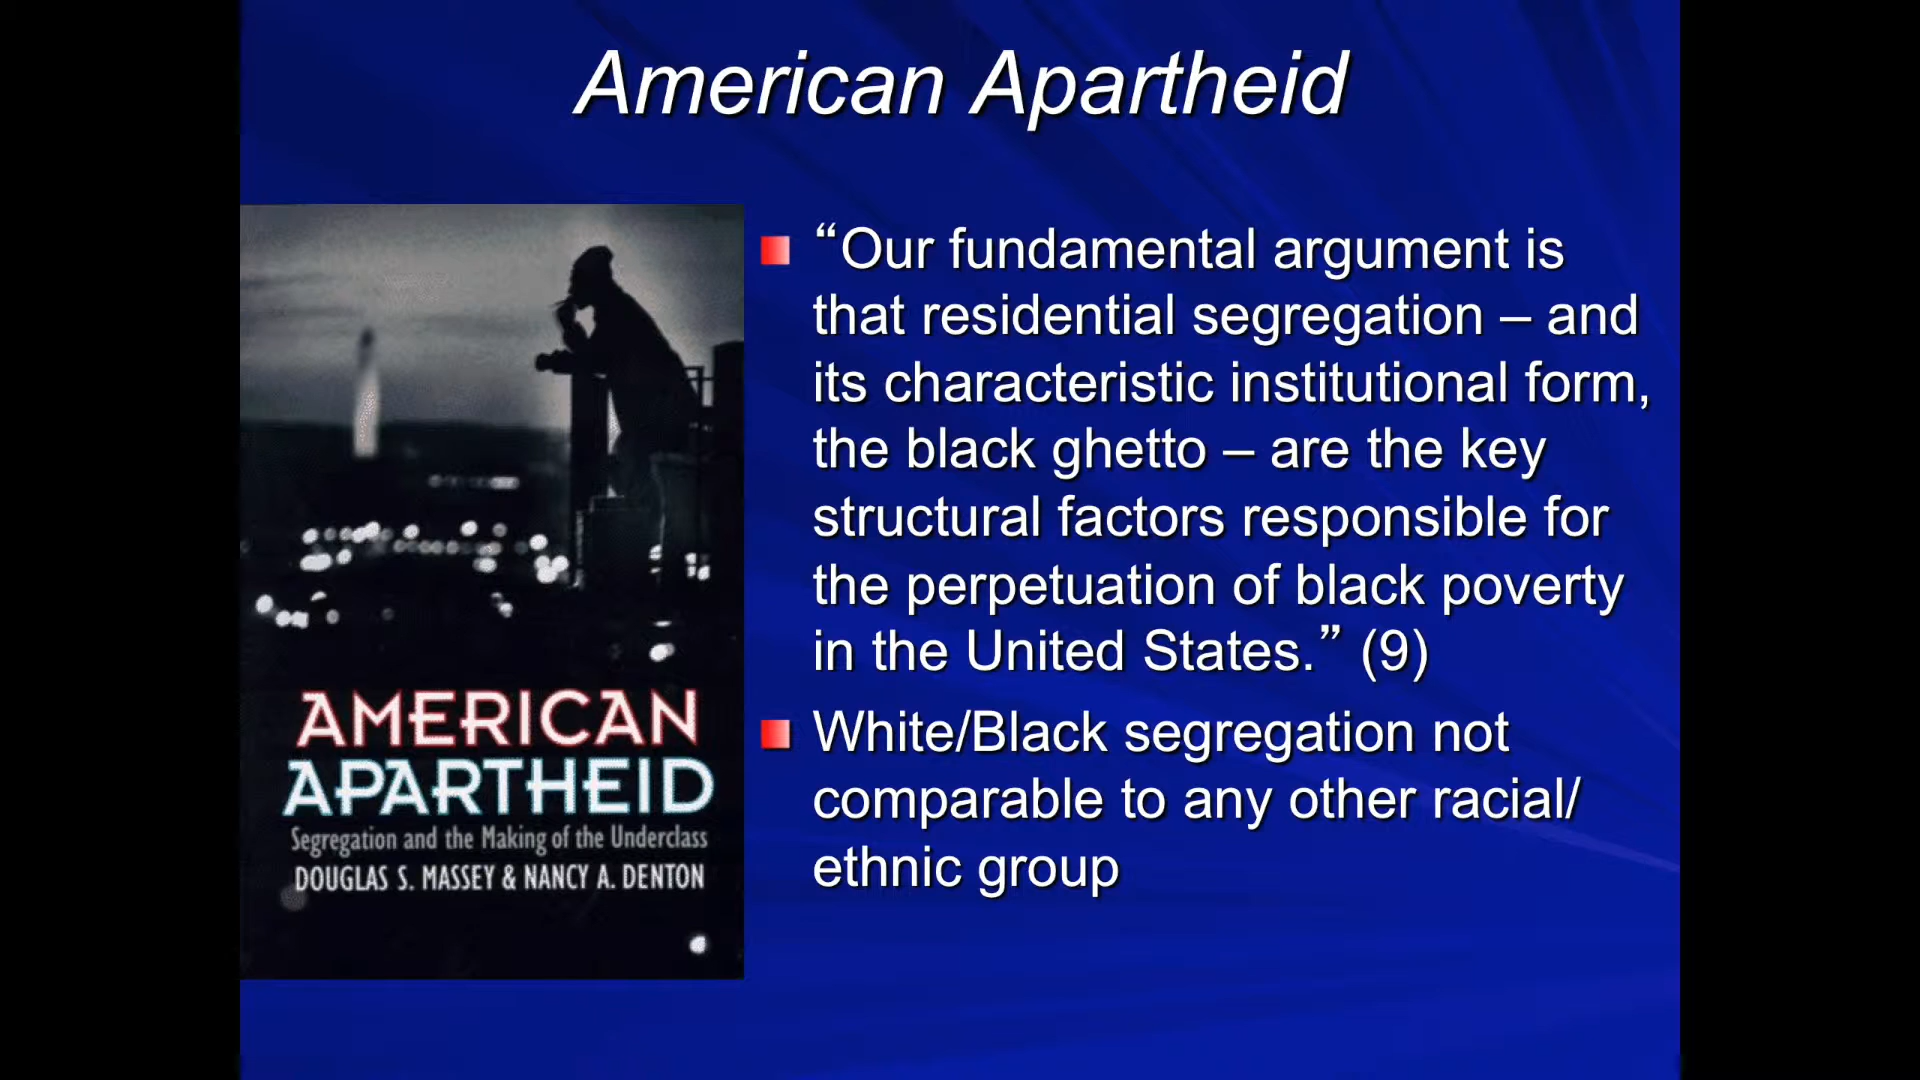 American Apartheid
“Our fundamental argument is
that residential segregation – and
its characteristic institutional form,
the black ghetto – are the key
structural factors responsible for
the perpetuation of black poverty
in the United States.” (9)
White/Black segregation not
comparable to any other racial/
ethnic group
AMERICAN
APARTHEID
Segregation and the Making of the Underclass
DOUGLAS S. MASSEY & NANCY A. DENTON